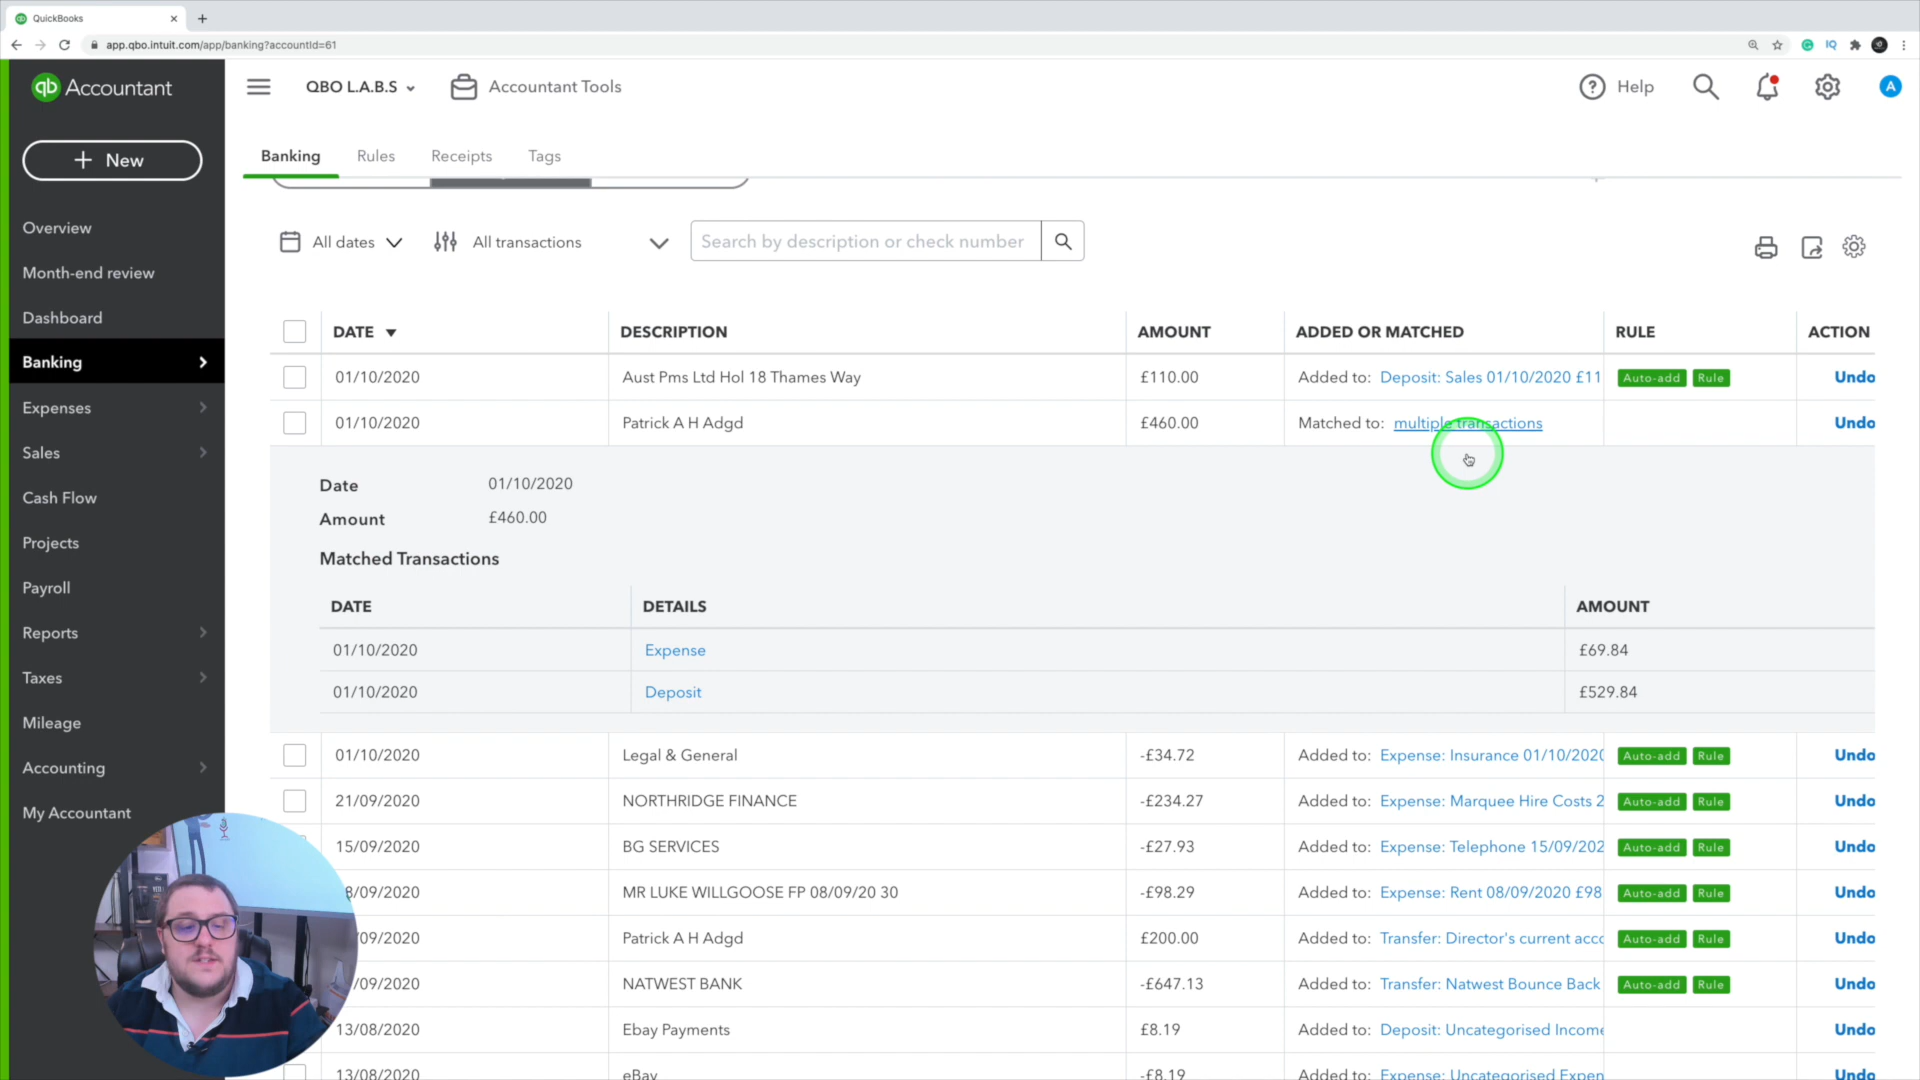 QuickBooks
app.qbo.intuit.com/app/banking?accountId=61
IQ
qb Accountant
QBO L.A.B.S
Accountant Tools
Help
A
+ New
Banking Rules Receipts Tags
Overview
Month-end review
Dashboard
Banking
Expenses
Sales
Cash Flow
Projects
Payroll
Reports
Taxes
Mileage
Accounting
My Accountant
All dates All transactions Search by description or check number
DATE DESCRIPTION AMOUNT ADDED OR MATCHED RULE ACTION
01/10/2020 Aust Pms Ltd Hol 18 Thames Way £110.00 Added to: Deposit: Sales 01/10/2020 £11 Auto-add Rule Undo
01/10/2020 Patrick A H Adgd £460.00 Matched to: multiple transactions Undo
Date 01/10/2020
Amount £460.00
Matched Transactions
DATE DETAILS AMOUNT
01/10/2020 Expense £69.84
01/10/2020 Deposit £529.84
01/10/2020 Legal & General -£34.72 Added to: Expense: Insurance 01/10/2020 Auto-add Rule Undo
21/09/2020 NORTHRIDGE FINANCE -£234.27 Added to: Expense: Marquee Hire Costs 2 Auto-add Rule Undo
15/09/2020 BG SERVICES -£27.93 Added to: Expense: Telephone 15/09/202 Auto-add Rule Undo
8/09/2020 MR LUKE WILLGOOSE FP 08/09/20 30 -£98.29 Added to: Expense: Rent 08/09/2020 £98 Auto-add Rule Undo
/09/2020 Patrick A H Adgd £200.00 Added to: Transfer: Director's current acco Auto-add Rule Undo
/09/2020 NATWEST BANK -£647.13 Added to: Transfer: Natwest Bounce Back Auto-add Rule Undo
13/08/2020 Ebay Payments £8.19 Added to: Deposit: Uncategorised Income Undo
13/08/2020 eBay -£8.19 Added to: Expense: Uncategorised Expen Undo